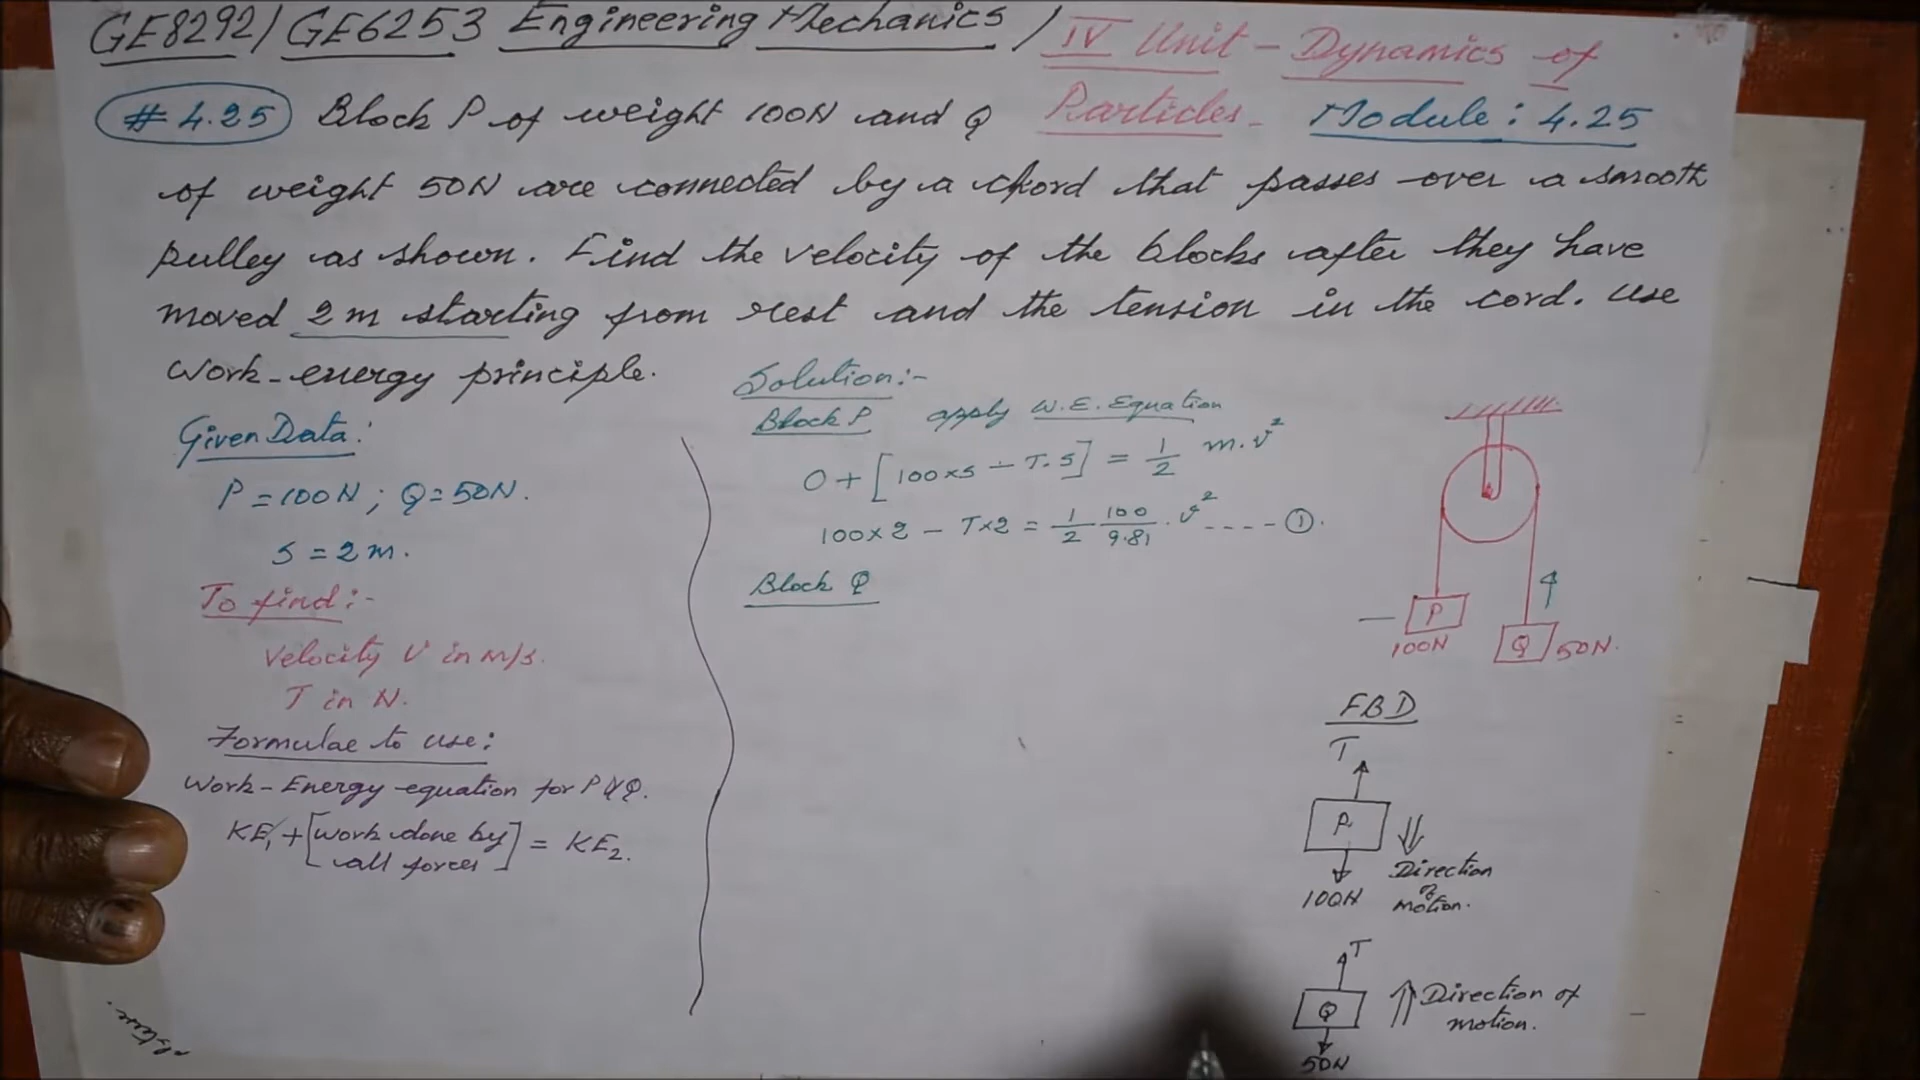 GE8292/GE6253 Engineering Mechanics / IV Unit - Dynamics of
Particles - Module: 4.25
# 4.25 Block P of weight 100N and Q
of weight 50N are connected by a chord that passes over a smooth
pulley as shown. Find the velocity of the blocks after they have
moved 2 m starting from rest and the tension in the cord. Use
Work-energy principle.
Given Data:
P = 100N ; Q = 50N.
S = 2 m.
To find:-
Velocity V in m/s.
T in N.
Formulae to use:
Work-Energy equation for P & Q.
KE1 + [work done by all forces] = KE2.
Solution:-
Block P apply W.E. Equation
0 + [100×s - T.s] = 1/2 m.v²
100×2 - T×2 = 1/2 100/9.81 . v² ---- ①.
Block Q
P
100N
Q
50N.
FBD
T
P
100N
Direction
of
motion.
T
Q
50N
Direction of
motion.